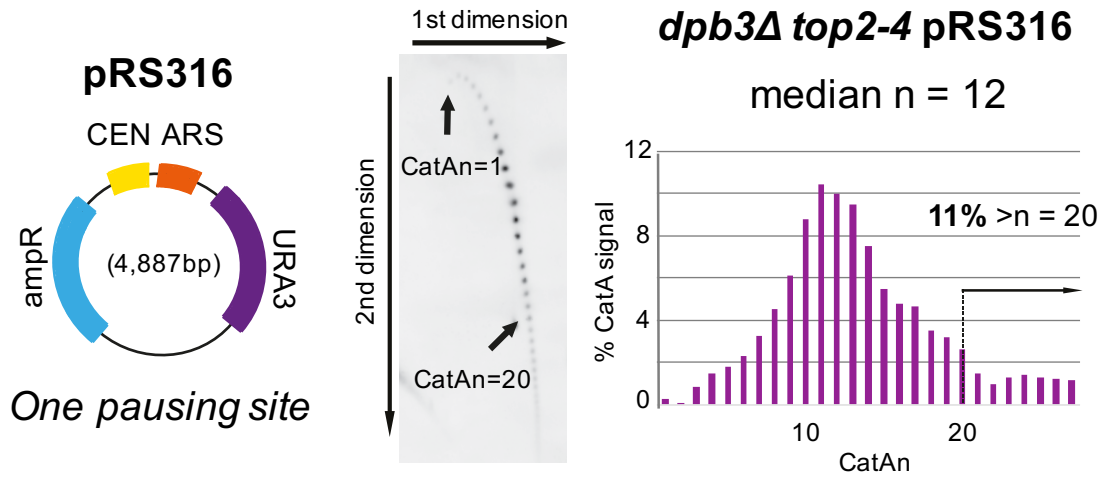 pRS316
CEN ARS
ampR
(4,887bp)
URA3
One pausing site
1st dimension
2nd dimension
CatAn=1
CatAn=20
dpb3Δ top2-4 pRS316
median n = 12
% CatA signal
12
8
4
0
11% >n = 20
10
20
CatAn